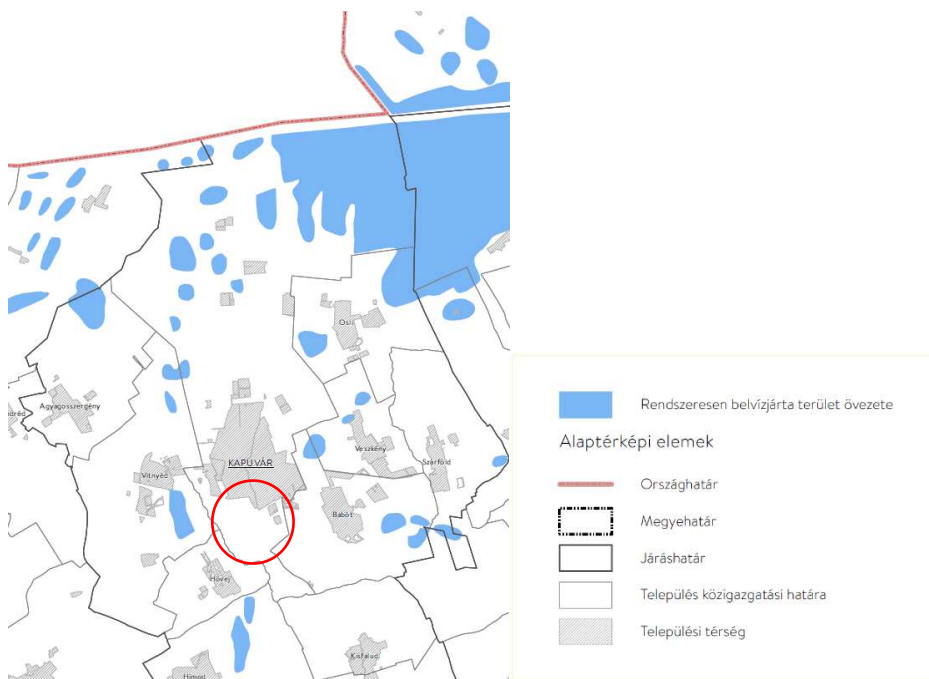 Osli
Agyagosszergény
KAPUVÁR
Veszkény
Szárföld
Vitnyéd
Babót
Hövej
Kisfalud
Himod
Rendszeresen belvízjárta terület övezete
Alaptérképi elemek
Országhatár
Megyehatár
Járáshatár
Település közigazgatási határa
Települési térség